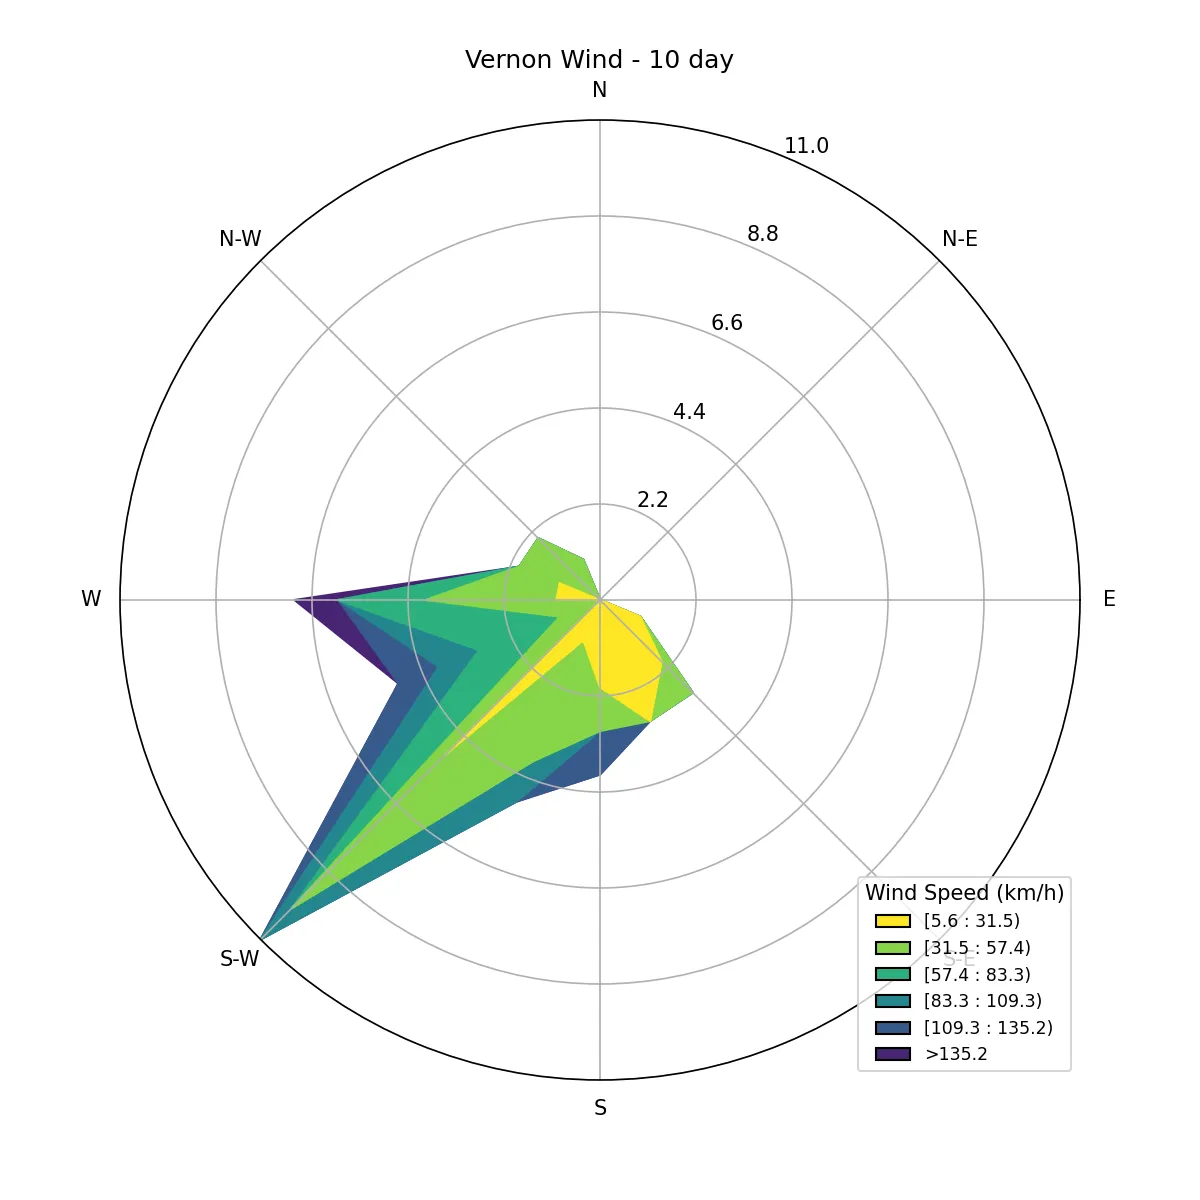 Vernon Wind - 10 day
N
11.0
N-W
8.8
N-E
6.6
4.4
2.2
W
E
S-W
S-E
Wind Speed (km/h)
[5.6 : 31.5)
[31.5 : 57.4)
[57.4 : 83.3)
[83.3 : 109.3)
[109.3 : 135.2)
>135.2
S